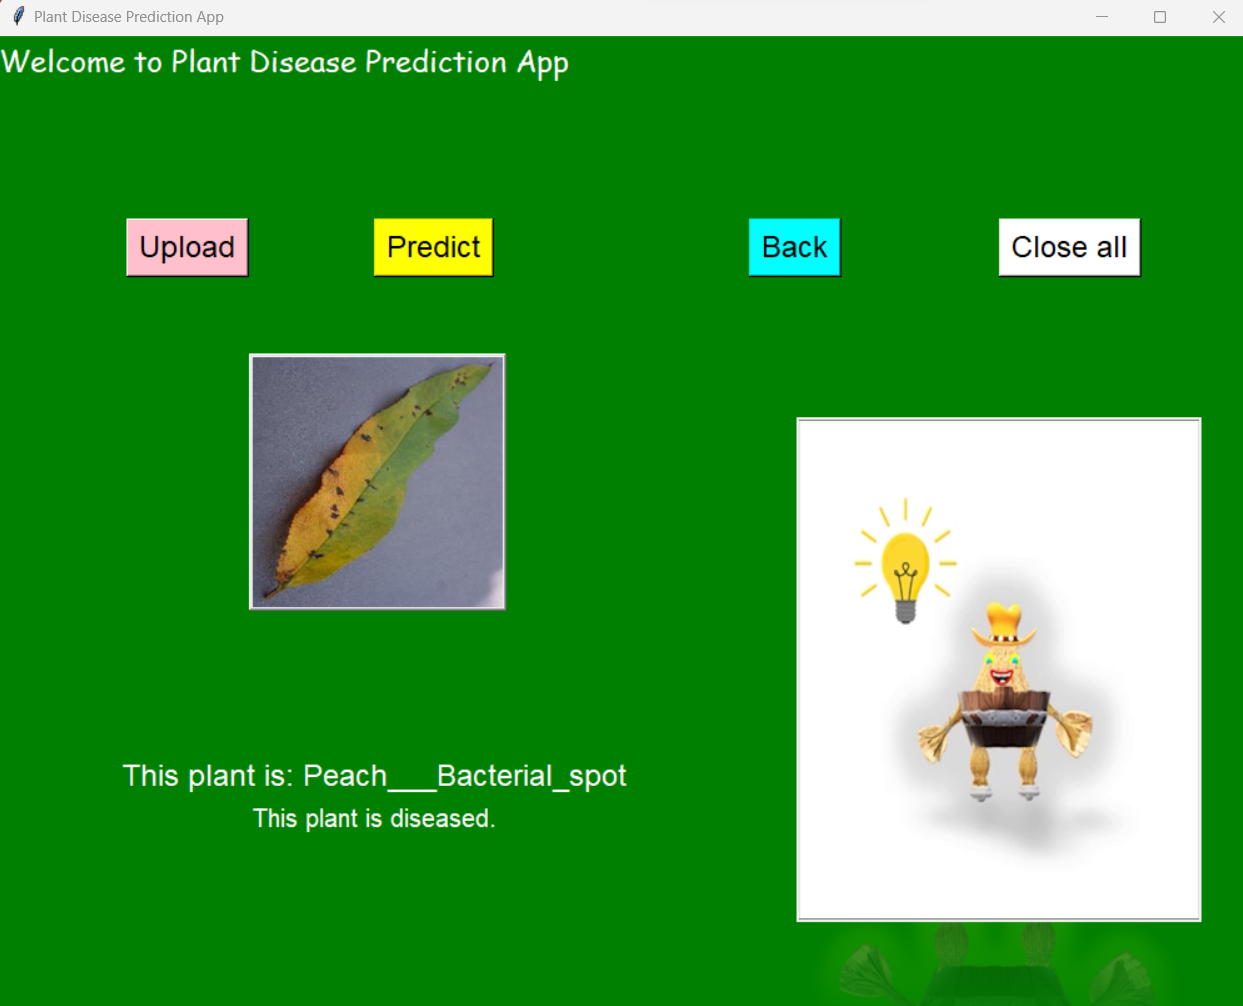 Plant Disease Prediction App
Welcome to Plant Disease Prediction App
Upload
Predict
Back
Close all
This plant is: Peach___Bacterial_spot
This plant is diseased.